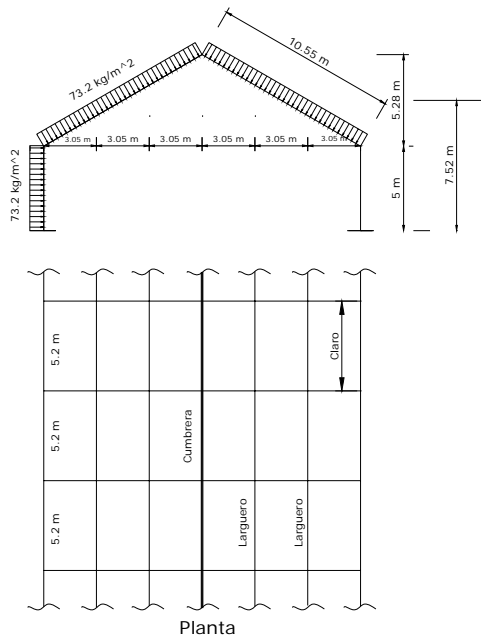 10.55 m
73.2 kg/m^2
5.28 m
3.05 m
3.05 m
3.05 m
3.05 m
3.05 m
3.05 m
7.52 m
73.2 kg/m^2
5 m
5.2 m
Claro
5.2 m
Cumbrera
5.2 m
Larguero
Larguero
Planta